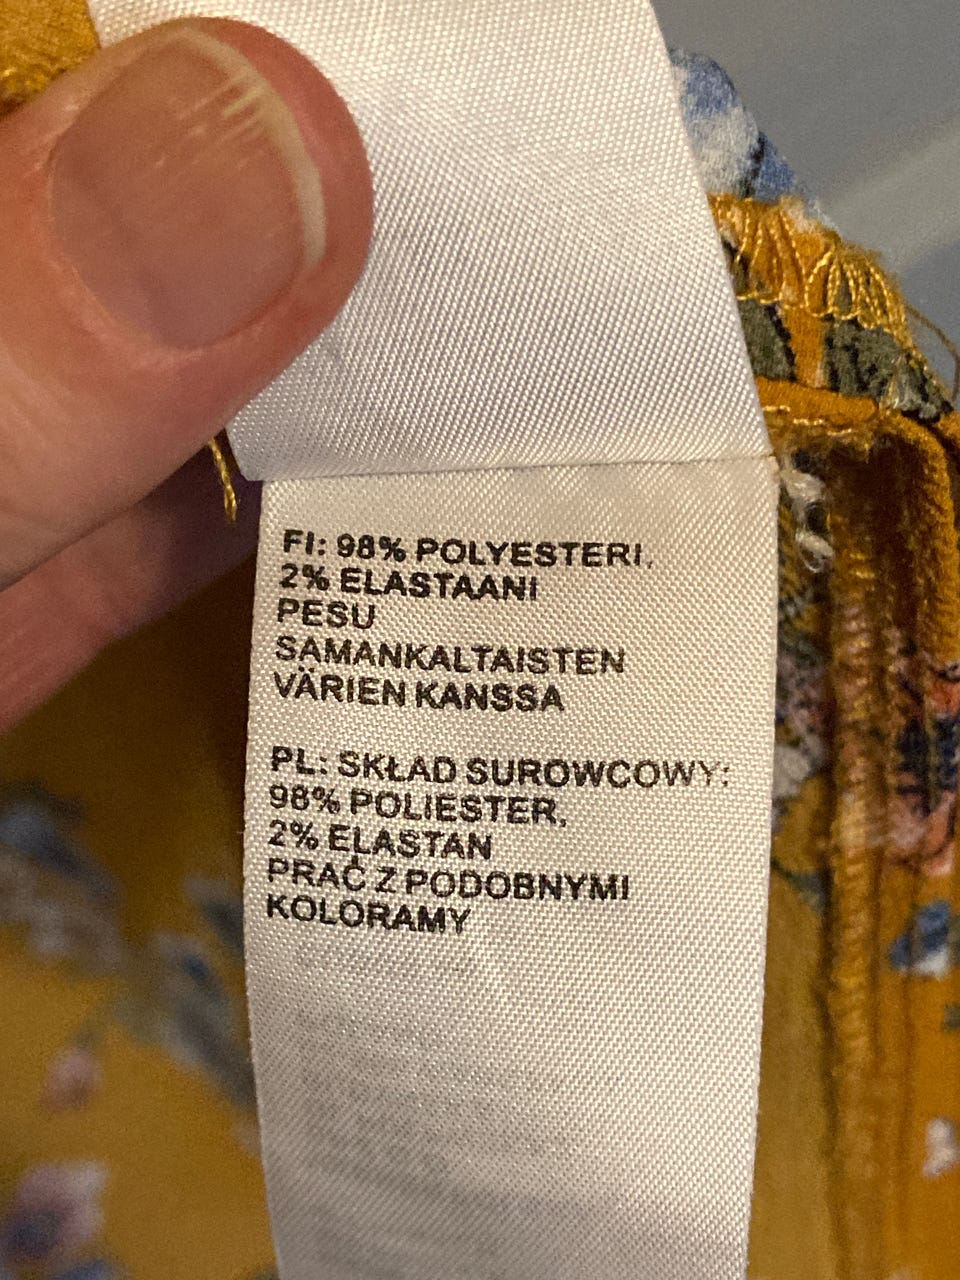 FI: 98% POLYESTERI,
2% ELASTAANI
PESU
SAMANKALTAISTEN
VÄRIEN KANSSA
PL: SKŁAD SUROWCOWY:
98% POLIESTER,
2% ELASTAN
PRAĆ Z PODOBNYMI
KOLORAMY